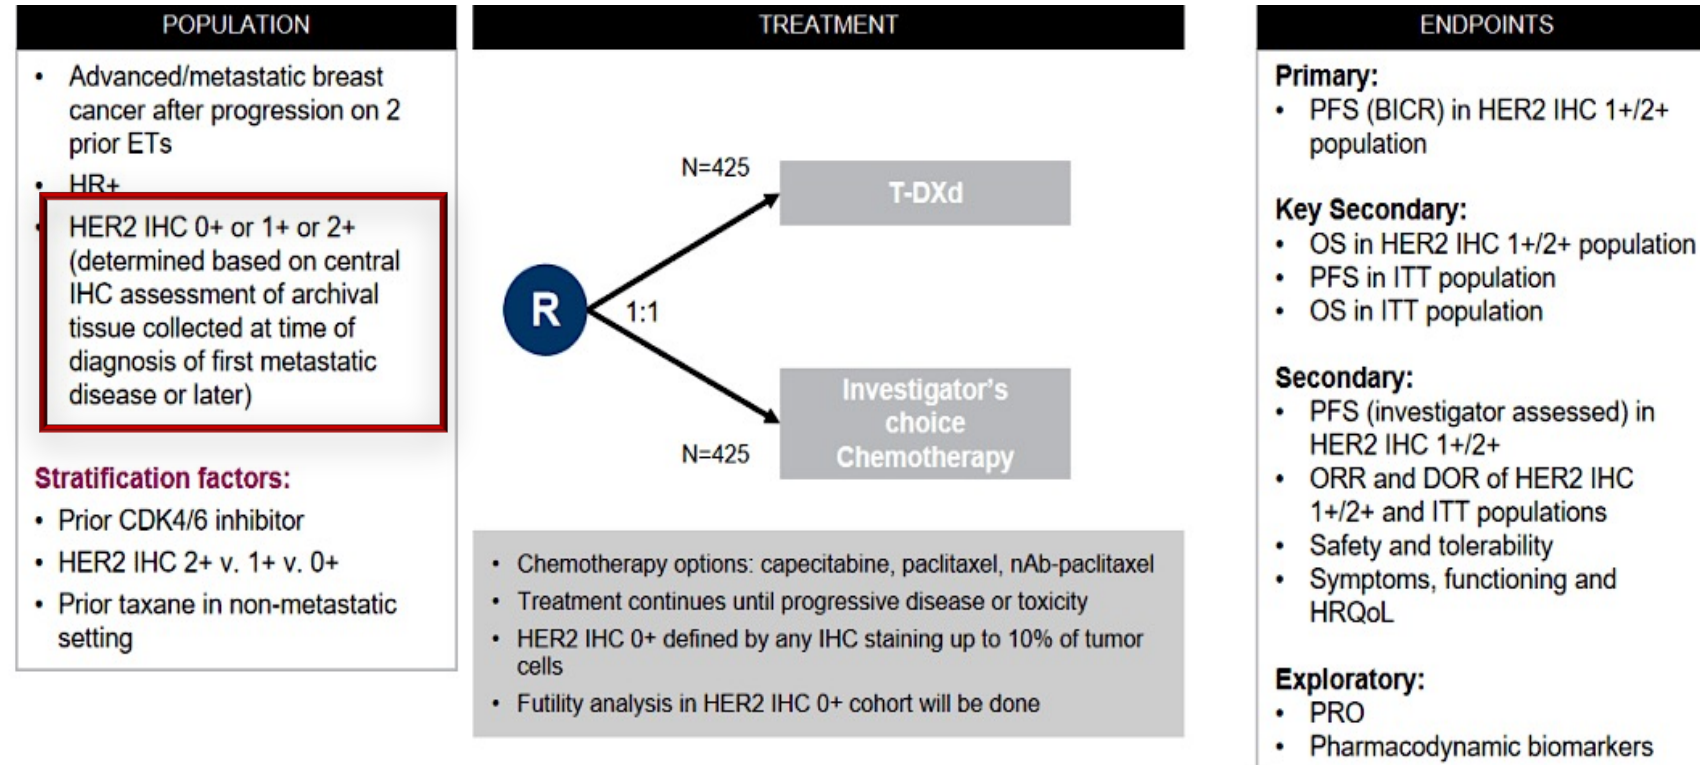 POPULATION
• Advanced/metastatic breast
cancer after progression on 2
prior ETs
• HR+
HER2 IHC 0+ or 1+ or 2+
(determined based on central
IHC assessment of archival
tissue collected at time of
diagnosis of first metastatic
disease or later)
Stratification factors:
• Prior CDK4/6 inhibitor
• HER2 IHC 2+ v. 1+ v. 0+
• Prior taxane in non-metastatic
setting
TREATMENT
N=425
T-DXd
R
1:1
Investigator's
choice
Chemotherapy
N=425
• Chemotherapy options: capecitabine, paclitaxel, nAb-paclitaxel
• Treatment continues until progressive disease or toxicity
• HER2 IHC 0+ defined by any IHC staining up to 10% of tumor
cells
• Futility analysis in HER2 IHC 0+ cohort will be done
ENDPOINTS
Primary:
• PFS (BICR) in HER2 IHC 1+/2+
population
Key Secondary:
• OS in HER2 IHC 1+/2+ population
• PFS in ITT population
• OS in ITT population
Secondary:
• PFS (investigator assessed) in
HER2 IHC 1+/2+
• ORR and DOR of HER2 IHC
1+/2+ and ITT populations
• Safety and tolerability
• Symptoms, functioning and
HRQoL
Exploratory:
• PRO
• Pharmacodynamic biomarkers